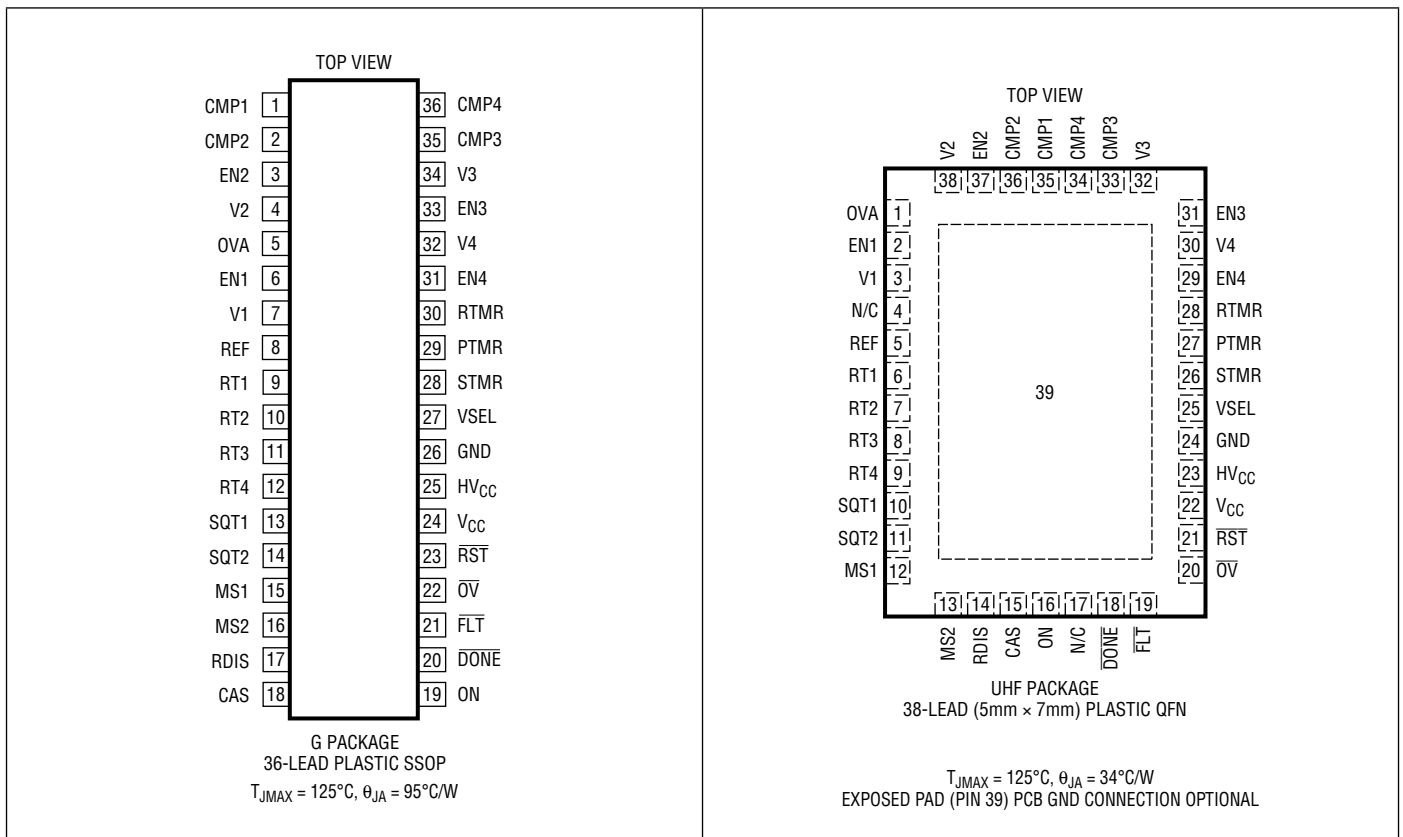 TOP VIEW
CMP1 1 36 CMP4
CMP2 2 35 CMP3
EN2 3 34 V3
V2 4 33 EN3
OVA 5 32 V4
EN1 6 31 EN4
V1 7 30 RTMR
REF 8 29 PTMR
RT1 9 28 STMR
RT2 10 27 VSEL
RT3 11 26 GND
RT4 12 25 HVCC
SQT1 13 24 VCC
SQT2 14 23 R̅S̅T̅
MS1 15 22 O̅V̅
MS2 16 21 F̅L̅T̅
RDIS 17 20 D̅O̅N̅E̅
CAS 18 19 ON
G PACKAGE
36-LEAD PLASTIC SSOP
TJMAX = 125°C, θJA = 95°C/W
TOP VIEW
V2 EN2 CMP2 CMP1 CMP4 CMP3 V3
38 37 36 35 34 33 32
OVA 1 31 EN3
EN1 2 30 V4
V1 3 29 EN4
N/C 4 28 RTMR
REF 5 27 PTMR
RT1 6 26 STMR
RT2 7 25 VSEL
RT3 8 24 GND
RT4 9 23 HVCC
SQT1 10 22 VCC
SQT2 11 21 R̅S̅T̅
MS1 12 20 O̅V̅
39
13 14 15 16 17 18 19
MS2 RDIS CAS ON N/C D̅O̅N̅E̅ F̅L̅T̅
UHF PACKAGE
38-LEAD (5mm × 7mm) PLASTIC QFN
TJMAX = 125°C, θJA = 34°C/W
EXPOSED PAD (PIN 39) PCB GND CONNECTION OPTIONAL